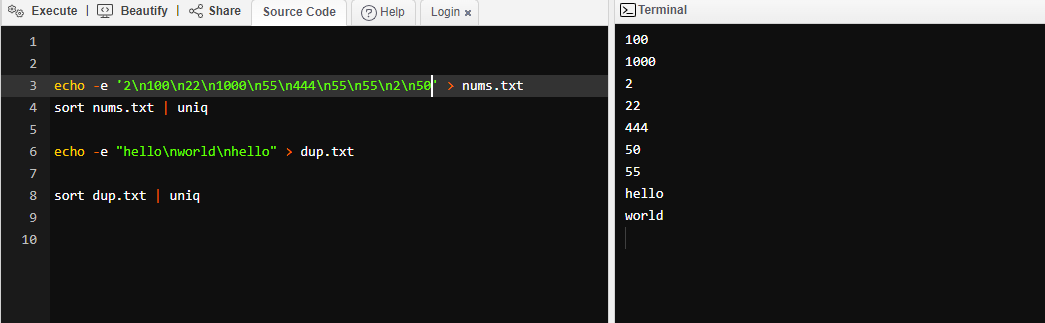 Execute | Beautify | Share Source Code ? Help Login ×
1
2
3 echo -e '2\n100\n22\n1000\n55\n444\n55\n55\n2\n50' > nums.txt
4 sort nums.txt | uniq
5
6 echo -e "hello\nworld\nhello" > dup.txt
7
8 sort dup.txt | uniq
9
10
Terminal
100
1000
2
22
444
50
55
hello
world